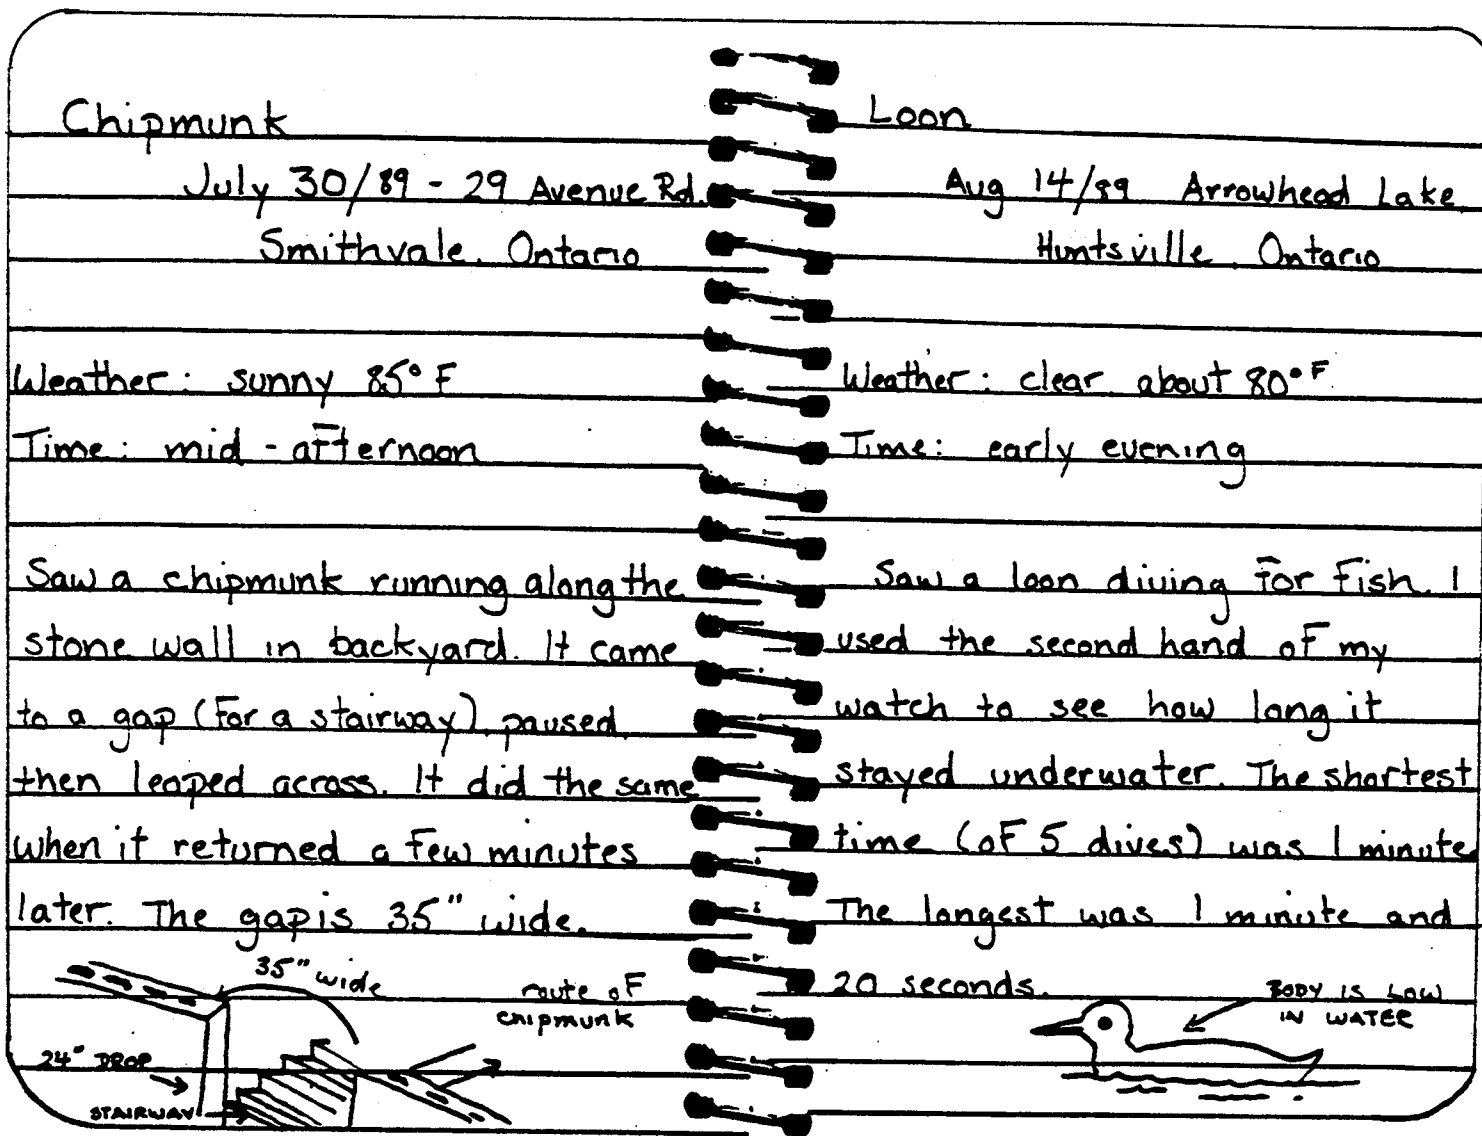 Chipmunk
July 30/89 - 29 Avenue Rd.
Smithvale, Ontario
Weather: sunny 85° F
Time: mid-afternoon
Saw a chipmunk running along the
stone wall in backyard. It came
to a gap (for a stairway), paused,
then leaped across. It did the same
when it returned a few minutes
later. The gap is 35" wide.
35" wide
route of
chipmunk
24" DROP
STAIRWAY
Loon
Aug 14/89 Arrowhead Lake
Huntsville, Ontario
Weather: clear, about 80° F
Time: early evening
Saw a loon diving for fish. I
used the second hand of my
watch to see how long it
stayed underwater. The shortest
time (of 5 dives) was 1 minute.
The longest was 1 minute and
20 seconds.
BODY IS LOW
IN WATER